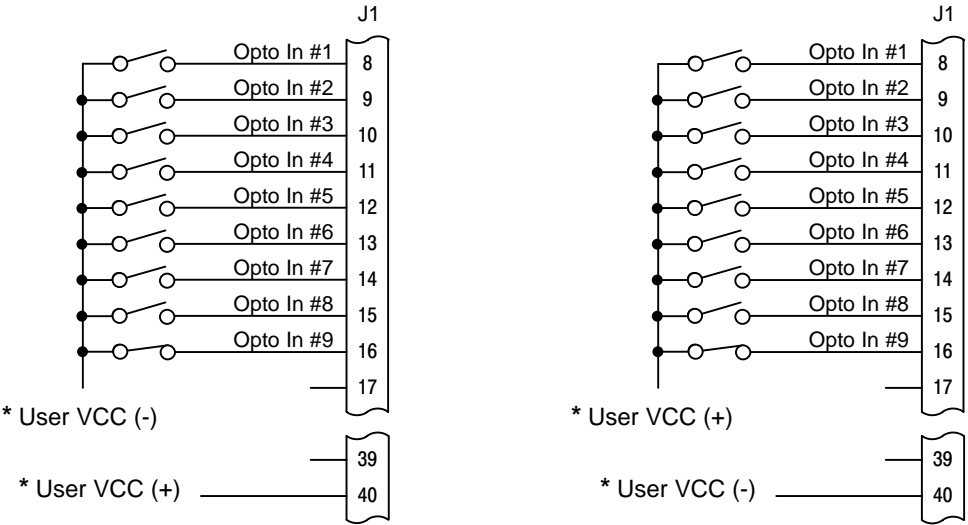 J1
Opto In #1 8
Opto In #2 9
Opto In #3 10
Opto In #4 11
Opto In #5 12
Opto In #6 13
Opto In #7 14
Opto In #8 15
Opto In #9 16
17
* User VCC (-)
39
* User VCC (+) 40
J1
Opto In #1 8
Opto In #2 9
Opto In #3 10
Opto In #4 11
Opto In #5 12
Opto In #6 13
Opto In #7 14
Opto In #8 15
Opto In #9 16
17
* User VCC (+)
39
* User VCC (-) 40